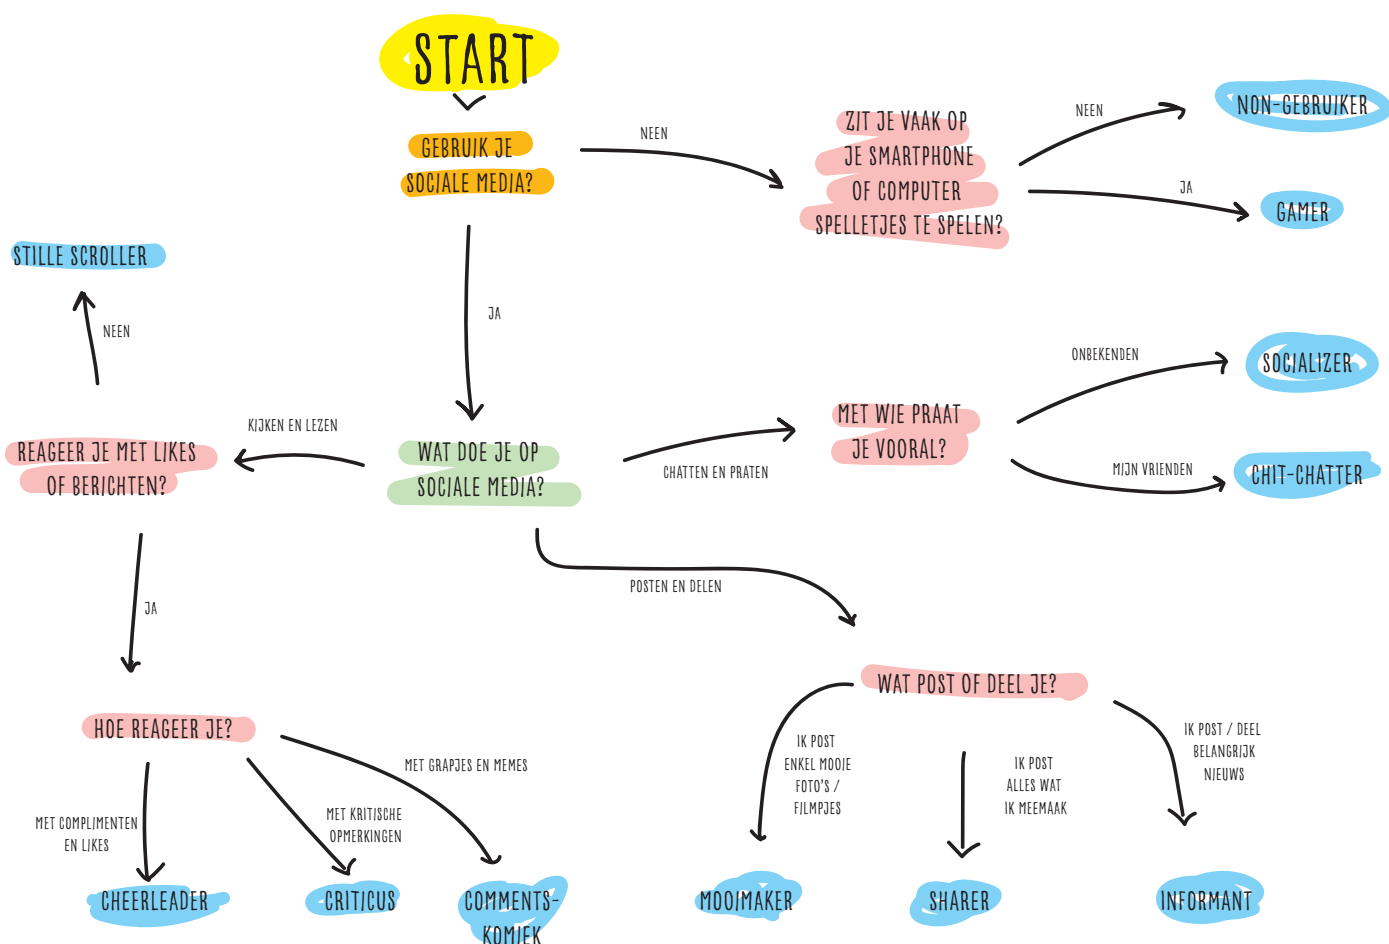 START
GEBRUIK JE
SOCIALE MEDIA?
NEEN
ZIT JE VAAK OP
JE SMARTPHONE
OF COMPUTER
SPELLETJES TE SPELEN?
NEEN
NON-GEBRUIKER
JA
GAMER
JA
STILLE SCROLLER
NEEN
REAGEER JE MET LIKES
OF BERICHTEN?
KIJKEN EN LEZEN
WAT DOE JE OP
SOCIALE MEDIA?
CHATTEN EN PRATEN
MET WIE PRAAT
JE VOORAL?
ONBEKENDEN
SOCIALIZER
MIJN VRIENDEN
CHIT-CHATTER
POSTEN EN DELEN
JA
HOE REAGEER JE?
MET COMPLIMENTEN
EN LIKES
MET KRITISCHE
OPMERKINGEN
MET GRAPJES EN MEMES
CHEERLEADER
CRITICUS
COMMENTS-
KOMIEK
WAT POST OF DEEL JE?
IK POST
ENKEL MOOIE
FOTO'S /
FILMPJES
IK POST
ALLES WAT
IK MEEMAAK
IK POST / DEEL
BELANGRIJK
NIEUWS
MOOIMAKER
SHARER
INFORMANT